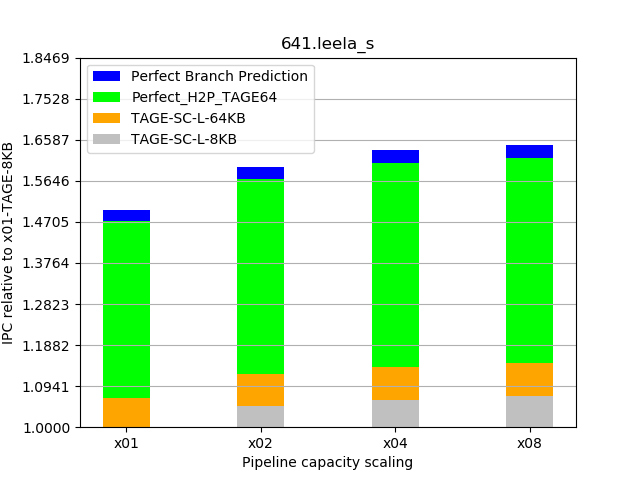 641.leela_s
1.8469
1.7528
1.6587
1.5646
1.4705
1.3764
1.2823
1.1882
1.0941
1.0000
IPC relative to x01-TAGE-8KB
Perfect Branch Prediction
Perfect_H2P_TAGE64
TAGE-SC-L-64KB
TAGE-SC-L-8KB
x01 x02 x04 x08
Pipeline capacity scaling